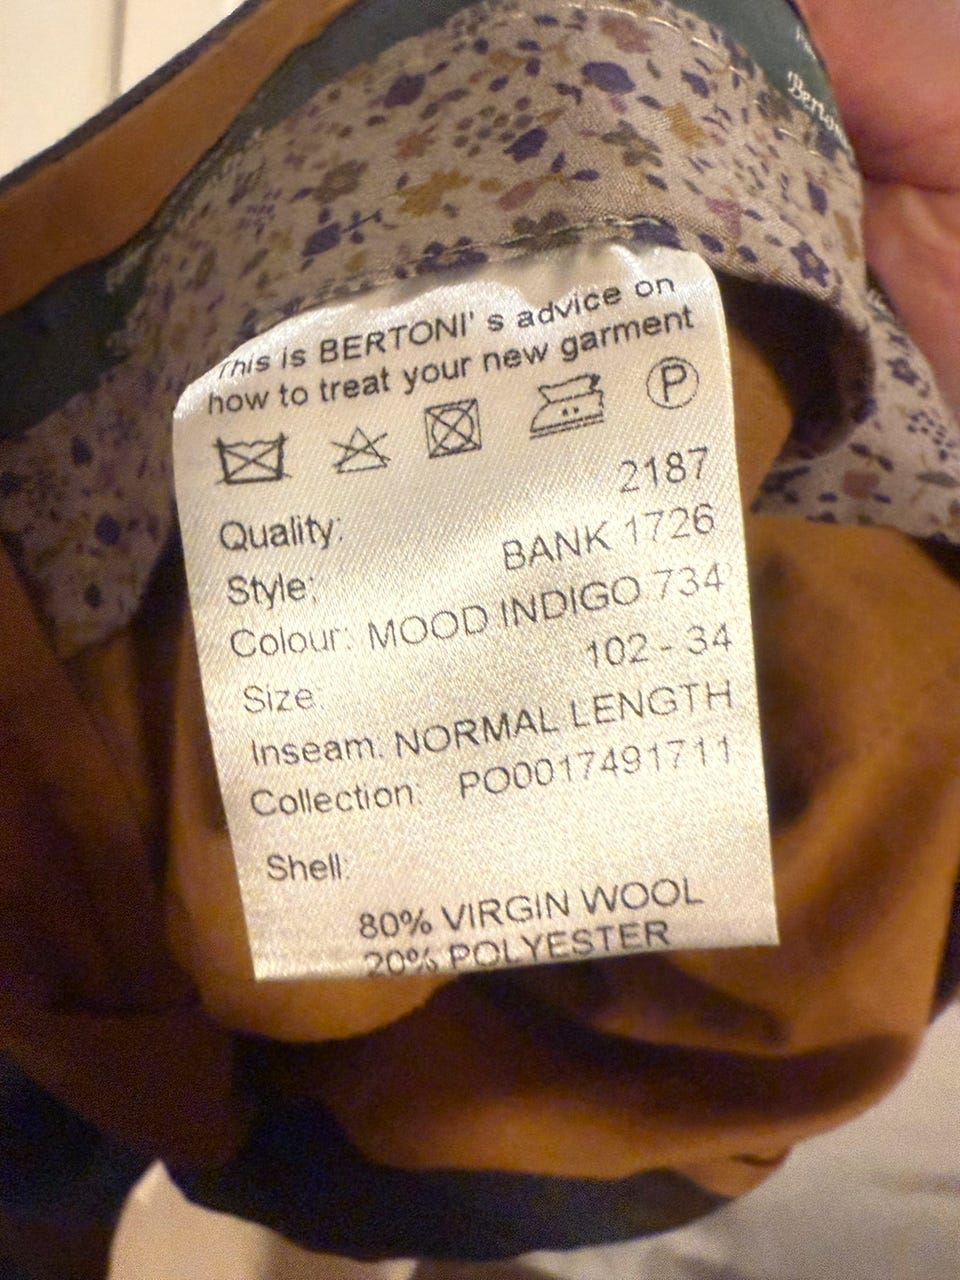 This is BERTONI' s advice on
how to treat your new garment
P
Quality: 2187
Style: BANK 1726
Colour: MOOD INDIGO 734
Size: 102 - 34
Inseam: NORMAL LENGTH
Collection: PO0017491711
Shell:
80% VIRGIN WOOL
20% POLYESTER